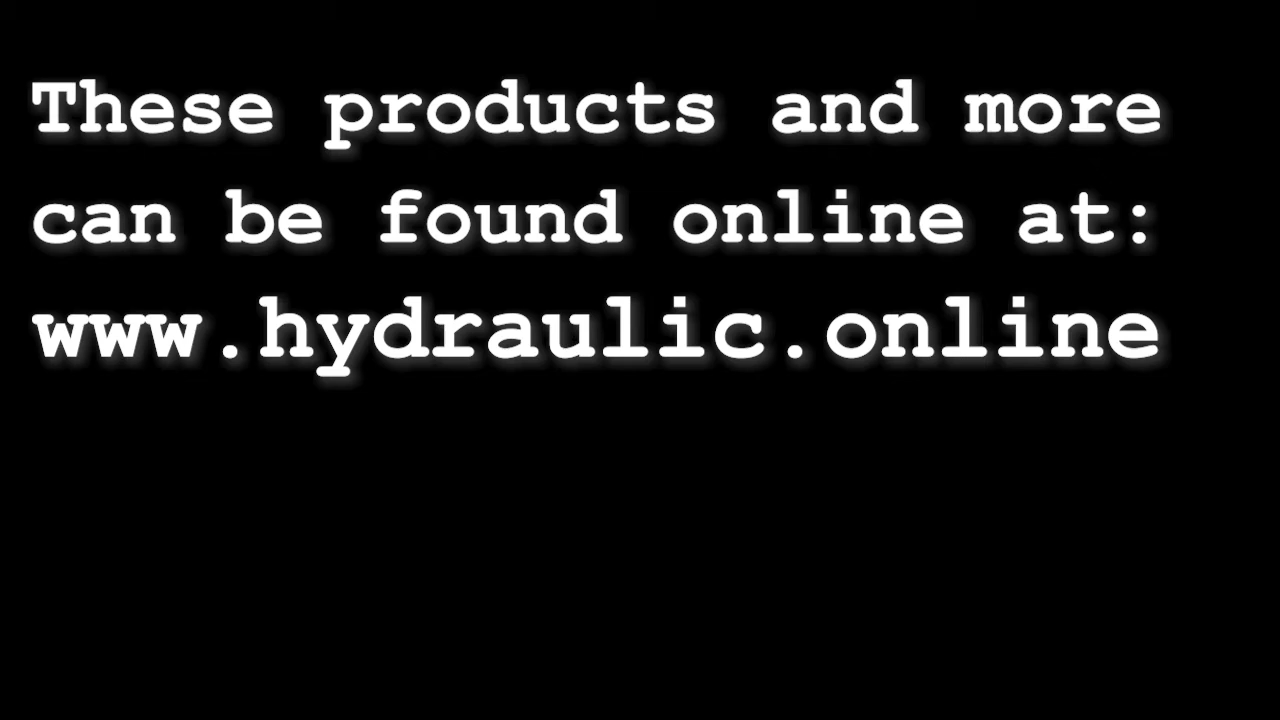 These products and more
can be found online at:
www.hydraulic.online